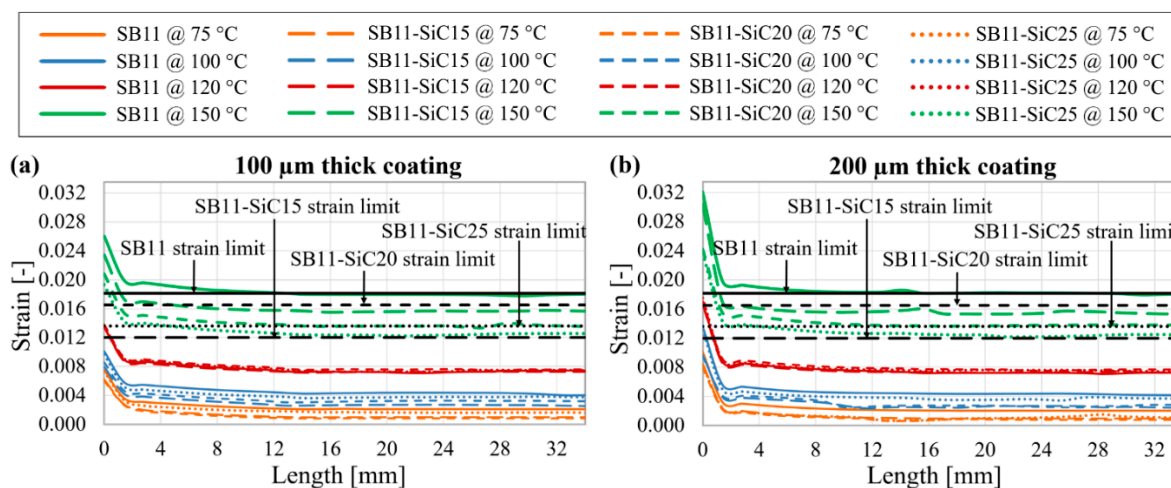 SB11 @ 75 °C SB11-SiC15 @ 75 °C SB11-SiC20 @ 75 °C SB11-SiC25 @ 75 °C
SB11 @ 100 °C SB11-SiC15 @ 100 °C SB11-SiC20 @ 100 °C SB11-SiC25 @ 100 °C
SB11 @ 120 °C SB11-SiC15 @ 120 °C SB11-SiC20 @ 120 °C SB11-SiC25 @ 120 °C
SB11 @ 150 °C SB11-SiC15 @ 150 °C SB11-SiC20 @ 150 °C SB11-SiC25 @ 150 °C
(a) 100 µm thick coating
Strain [-]
0.032
0.028
0.024
0.020
0.016
0.012
0.008
0.004
0.000
SB11-SiC15 strain limit
SB11-SiC25 strain limit
SB11 strain limit
SB11-SiC20 strain limit
0 4 8 12 16 20 24 28 32
Length [mm]
(b) 200 µm thick coating
Strain [-]
0.032
0.028
0.024
0.020
0.016
0.012
0.008
0.004
0.000
SB11-SiC15 strain limit
SB11-SiC25 strain limit
SB11 strain limit
SB11-SiC20 strain limit
0 4 8 12 16 20 24 28 32
Length [mm]